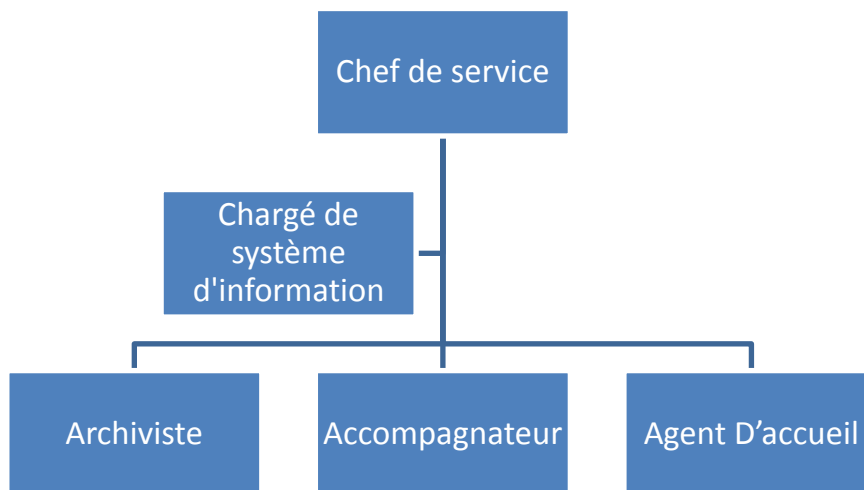 Chef de service
Chargé de
système
d'information
Archiviste
Accompagnateur
Agent D’accueil